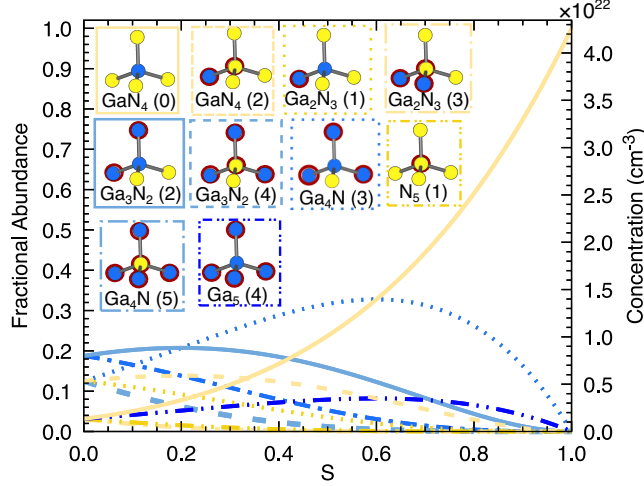 ×10²²
1.0
0.9
0.8
0.7
0.6
0.5
0.4
0.3
0.2
0.1
0.0
Fractional Abundance
GaN₄ (0)
GaN₄ (2)
Ga₂N₃ (1)
Ga₂N₃ (3)
Ga₃N₂ (2)
Ga₃N₂ (4)
Ga₄N (3)
N₅ (1)
Ga₄N (5)
Ga₅ (4)
4.0
3.5
3.0
2.5
2.0
1.5
1.0
0.5
0.0
Concentration (cm⁻³)
0.0 0.2 0.4 0.6 0.8 1.0
S